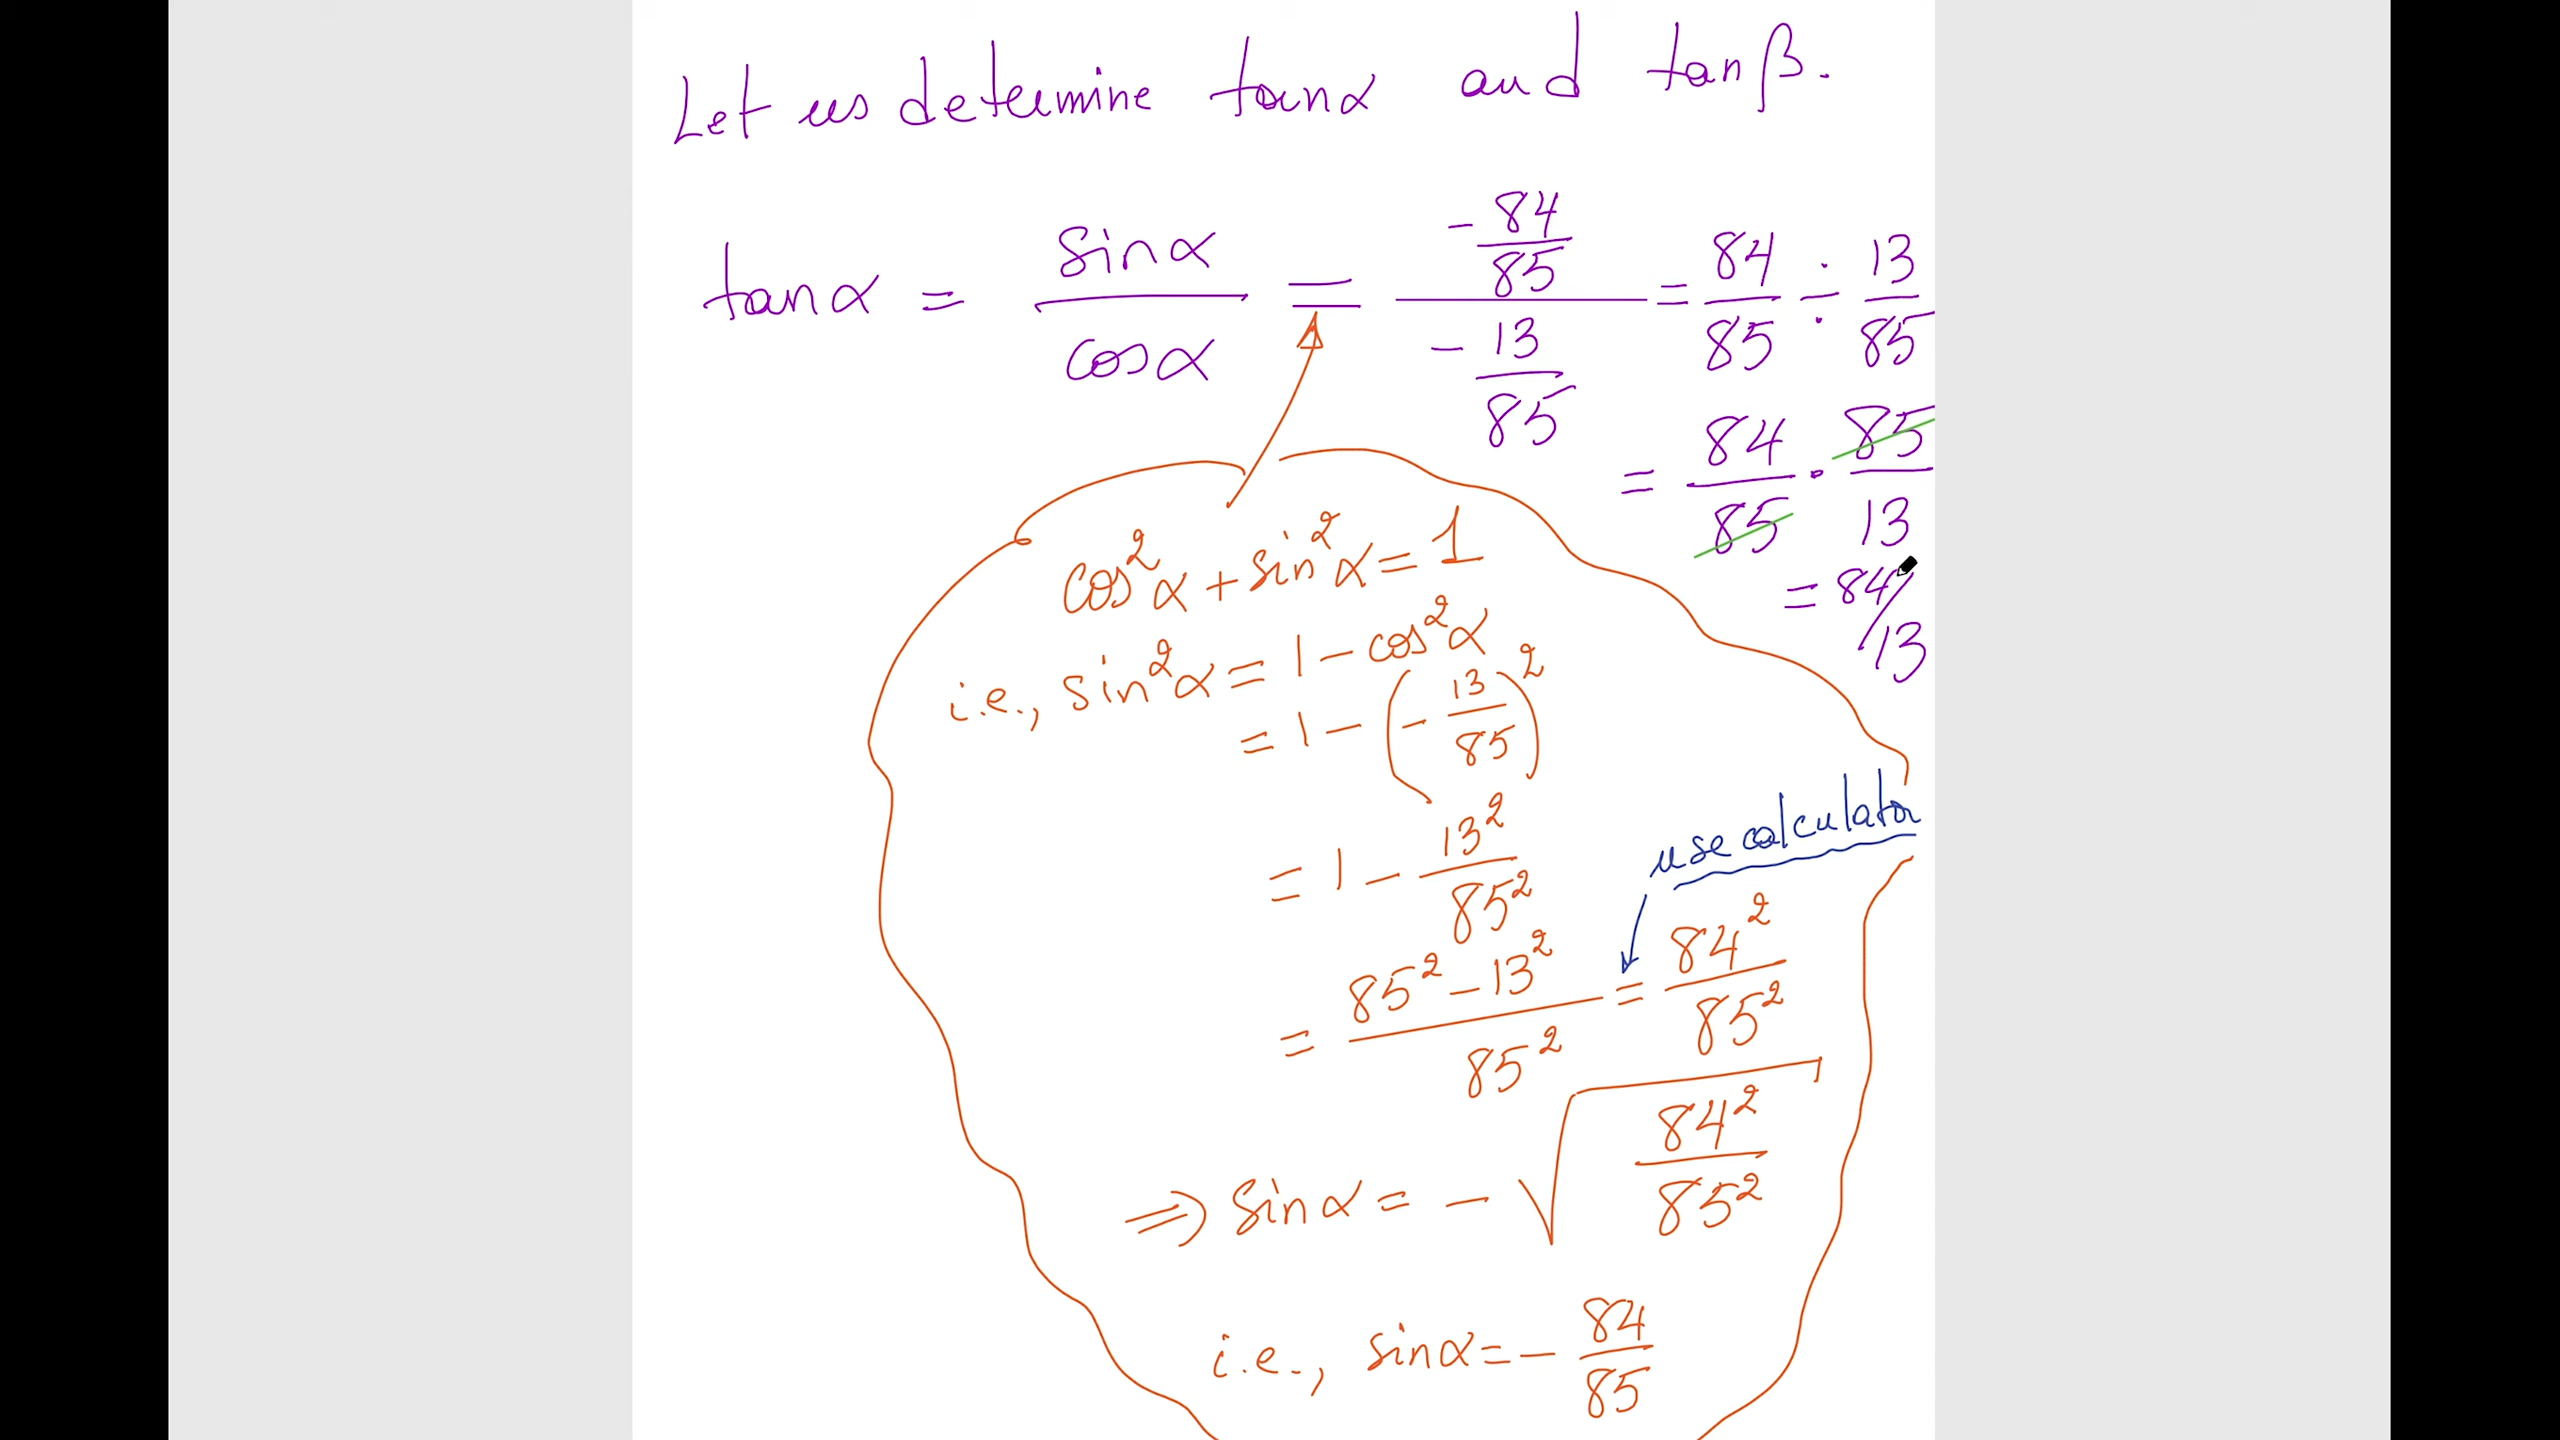 Let us determine tanα and tanβ.
tanα = sinα / cosα = (-84/85) / (-13/85) = 84/85 ÷ 13/85
= 84/85 · 85/13
= 84/13
cos²α + sin²α = 1
i.e., sin²α = 1 - cos²α
= 1 - (-13/85)²
= 1 - 13²/85²
use calculator
= (85² - 13²)/85² = 84²/85²
⇒ sinα = - √(84²/85²)
i.e., sinα = - 84/85